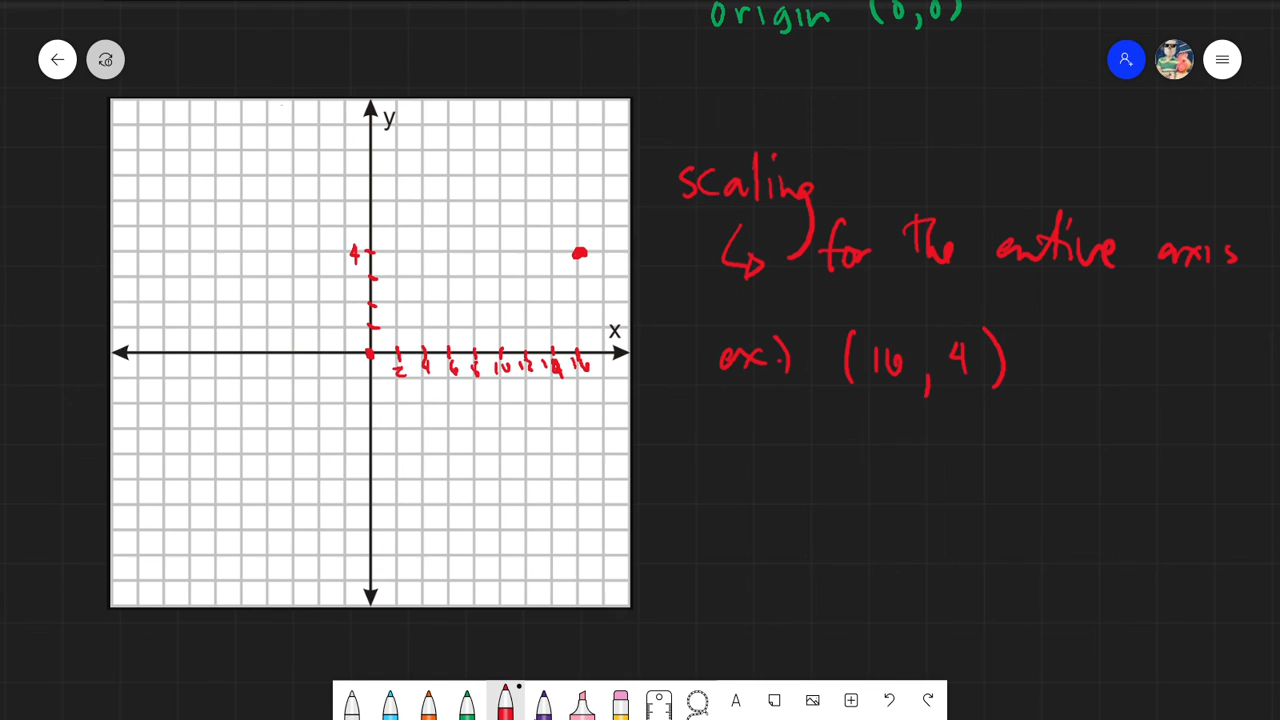 origin (0,0)
y
scaling
↳ for the entire axis
4
x
ex.) (16, 4)
2 4 6 8 10 12 14 16
A